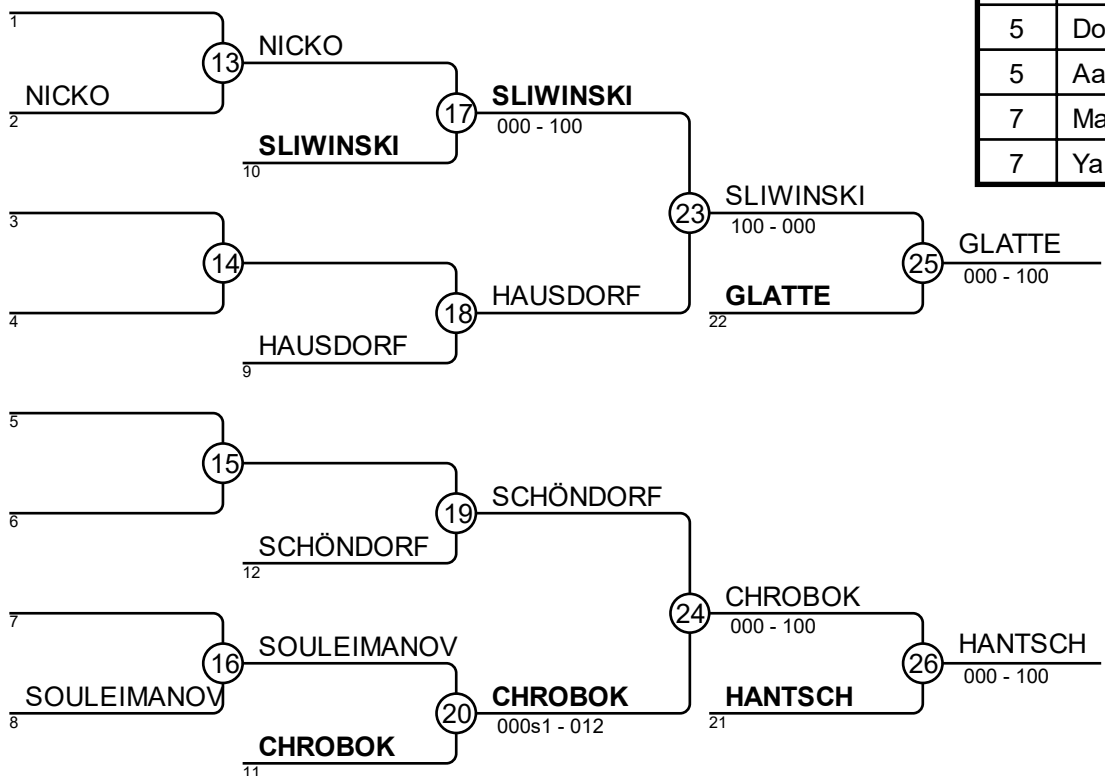 1
13
NICKO
NICKO
2
17
SLIWINSKI
000 - 100
SLIWINSKI
10
5 Do
5 Aa
7 Ma
7 Ya
3
14
4
23
SLIWINSKI
100 - 000
18
HAUSDORF
HAUSDORF
9
GLATTE
22
25
GLATTE
000 - 100
5
15
6
19
SCHÖNDORF
SCHÖNDORF
12
7
16
SOULEIMANOV
SOULEIMANOV
8
20
CHROBOK
000s1 - 012
CHROBOK
11
24
CHROBOK
000 - 100
HANTSCH
21
26
HANTSCH
000 - 100